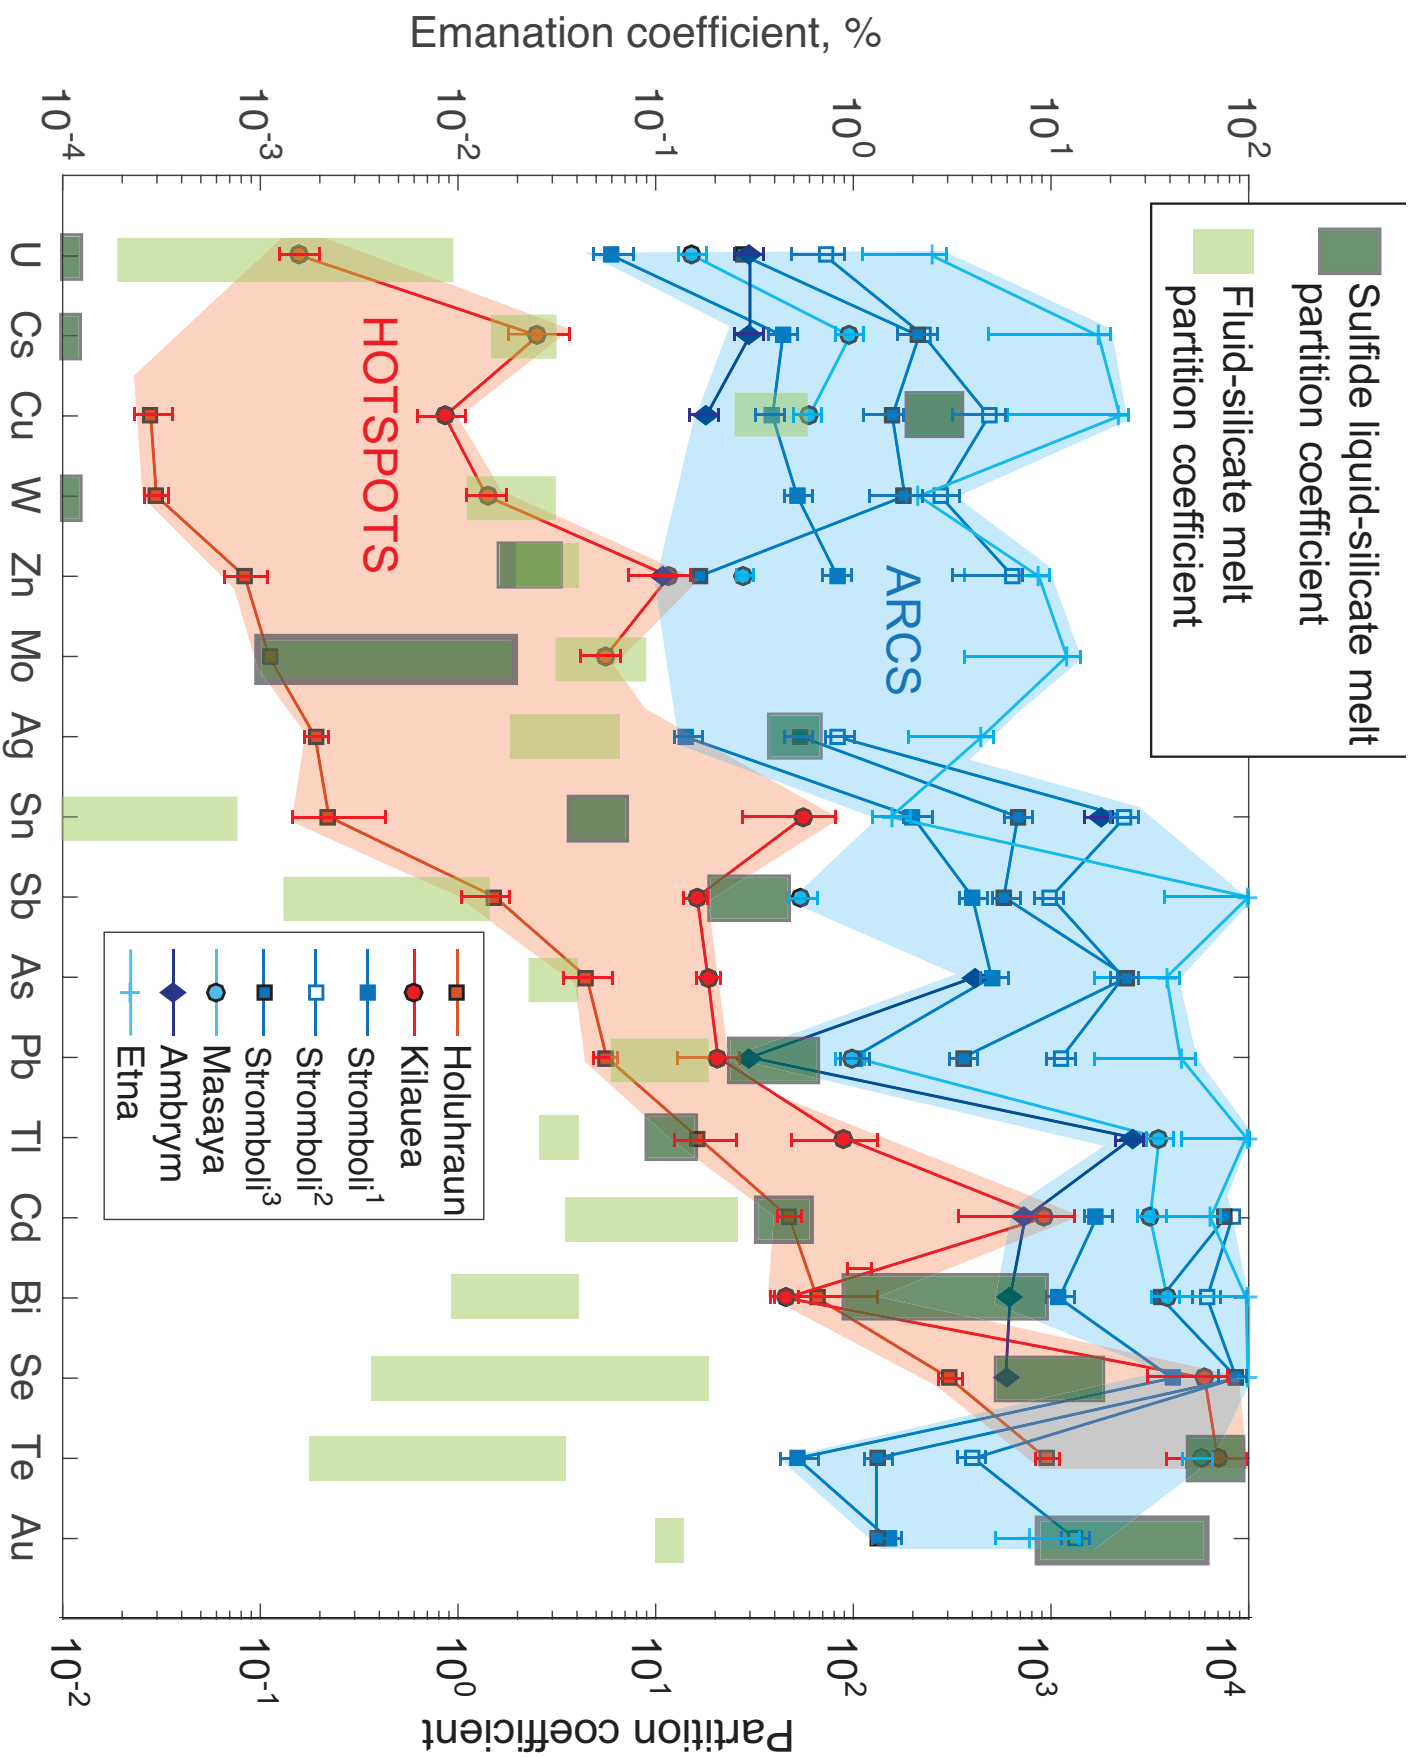 Emanation coefficient, %
10-4
10-3
10-2
10-1
100
101
102
Sulfide liquid-silicate melt
partition coefficient
Fluid-silicate melt
partition coefficient
HOTSPOTS
ARCS
U
Cs
Cu
W
Zn
Mo
Ag
Sn
Sb
As
Pb
Tl
Cd
Bi
Se
Te
Au
Holuhraun
Kilauea
Stromboli1
Stromboli2
Stromboli3
Masaya
Ambrym
Etna
10-2
10-1
100
101
102
103
104
Partition coefficient